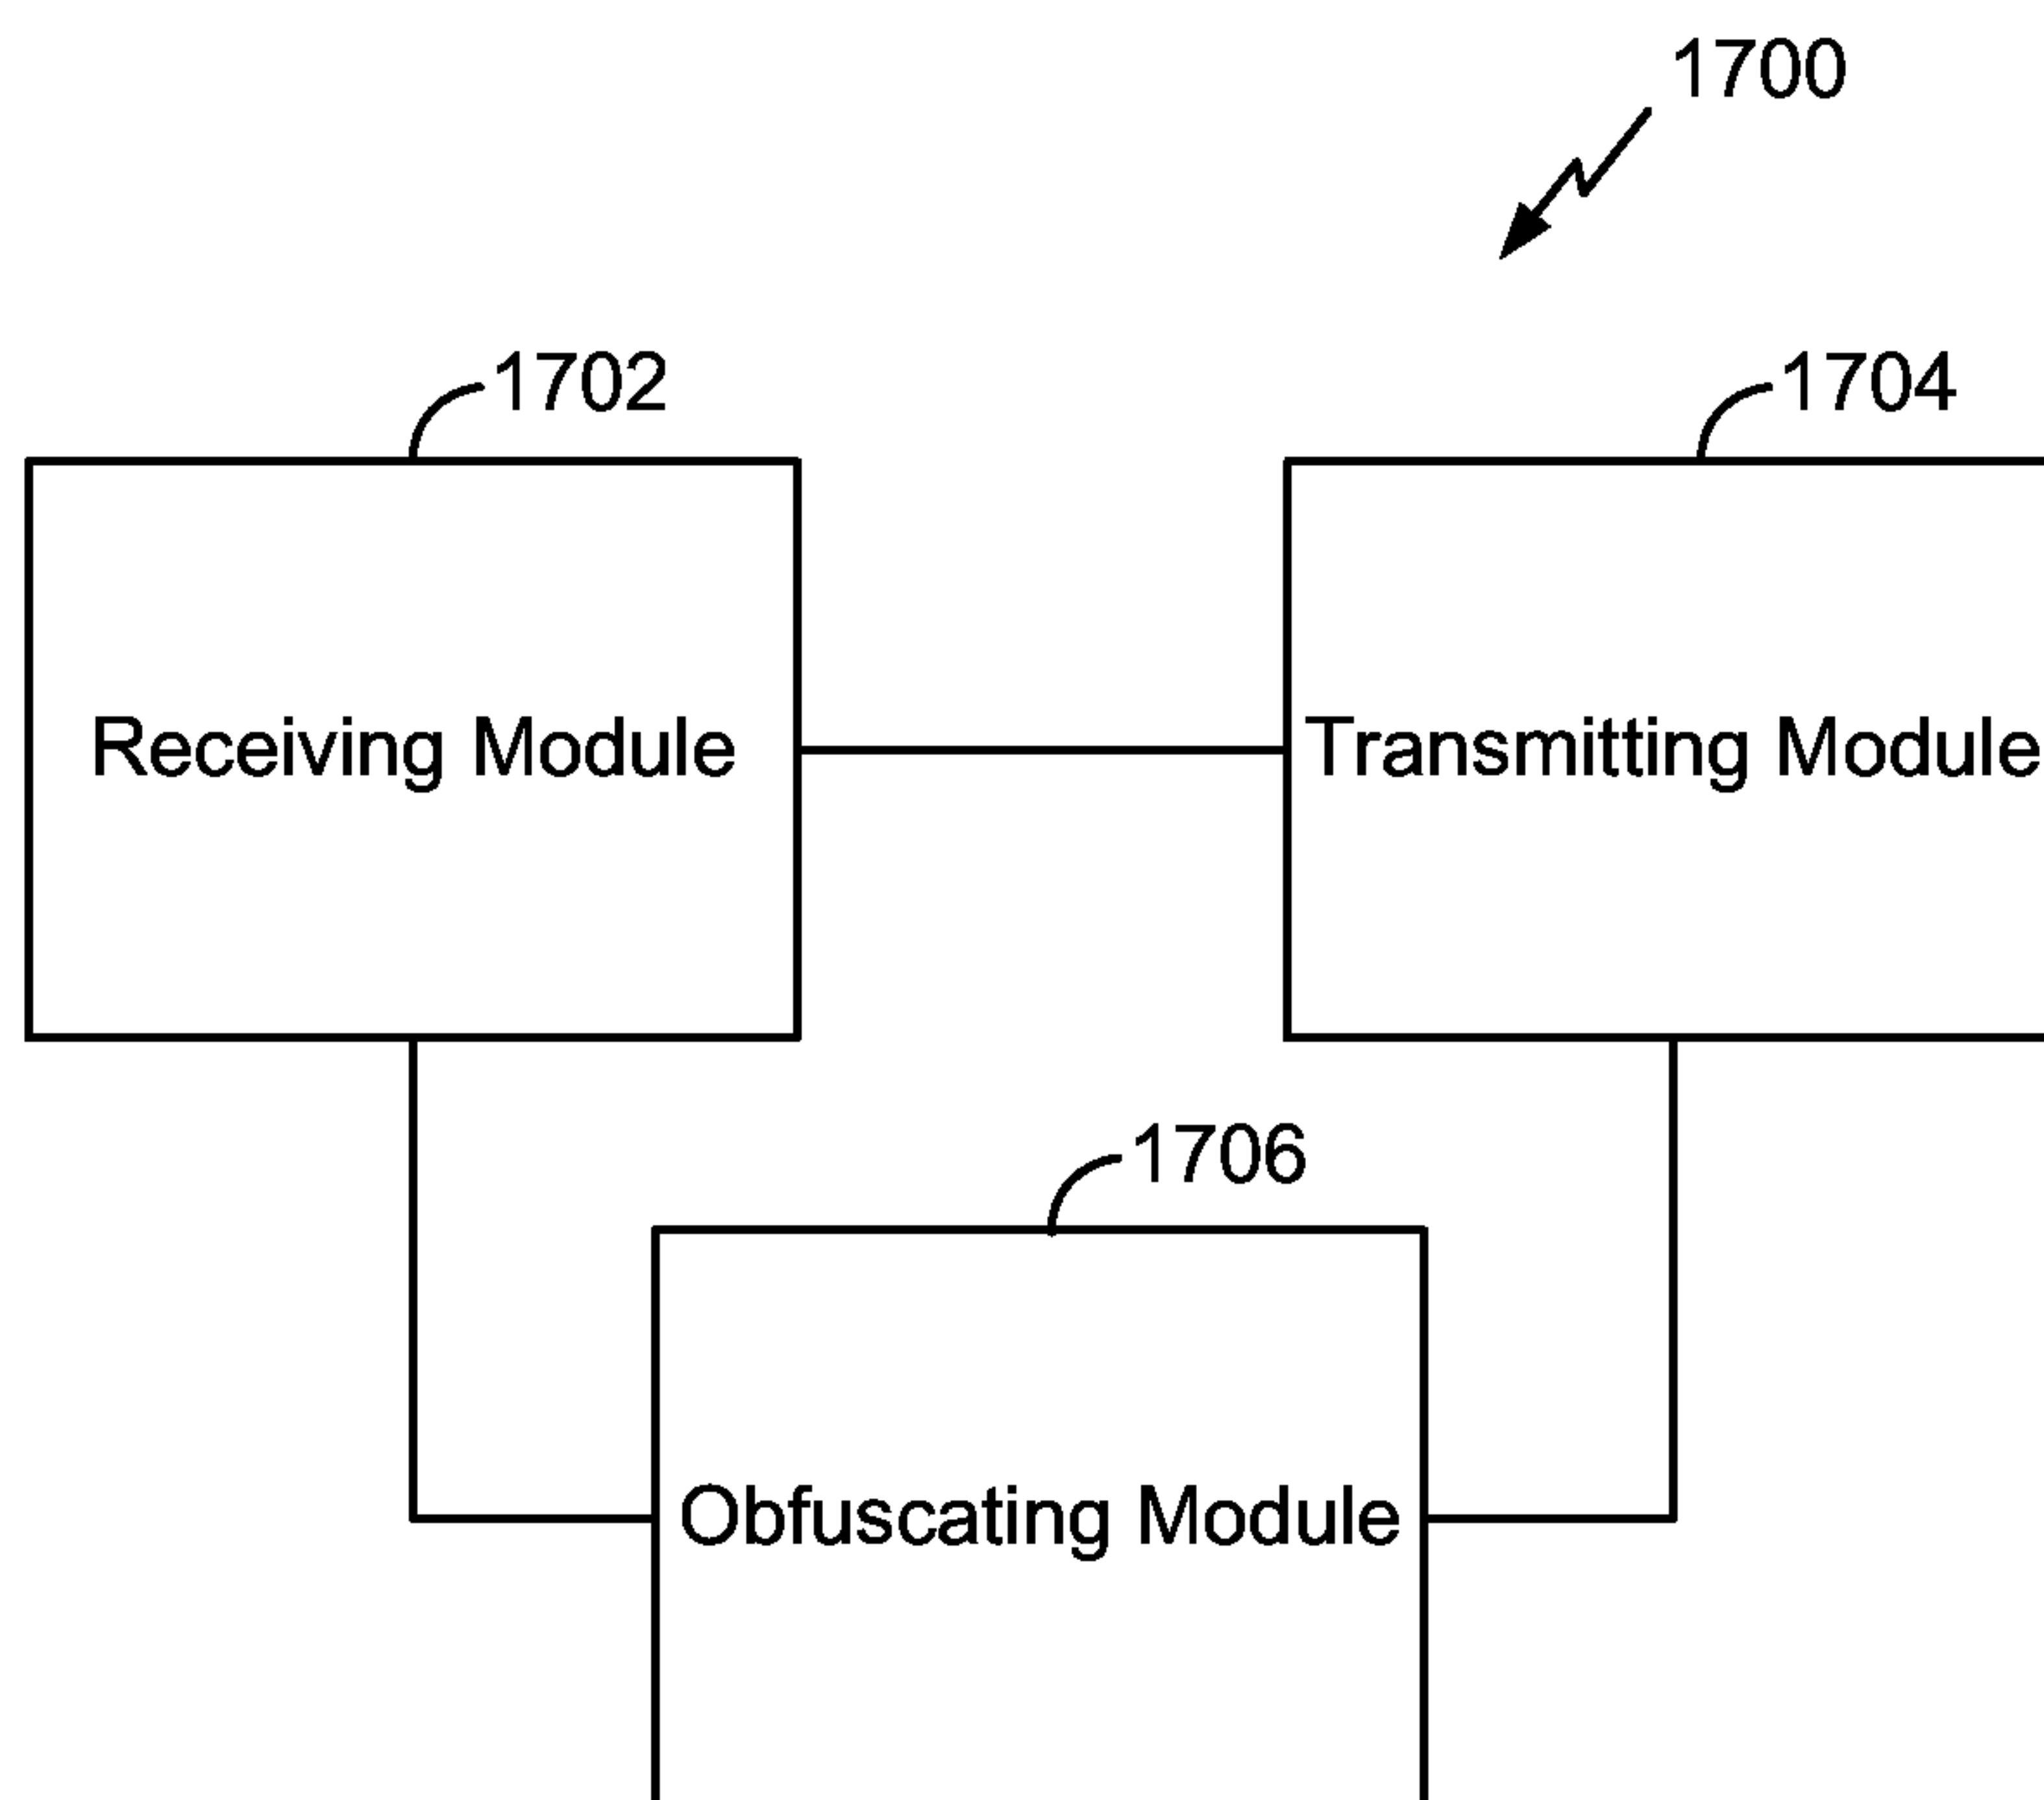 1700
1702
1704
Receiving Module
Transmitting Module
1706
Obfuscating Module